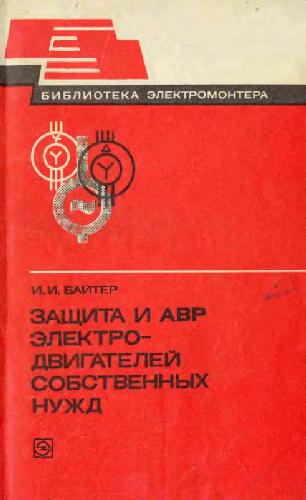 БИБЛИОТЕКА ЭЛЕКТРОМОНТЕРА
И. И. БАЙТЕР
ЗАЩИТА И АВР
ЭЛЕКТРО-
ДВИГАТЕЛЕЙ
СОБСТВЕННЫХ
НУЖД